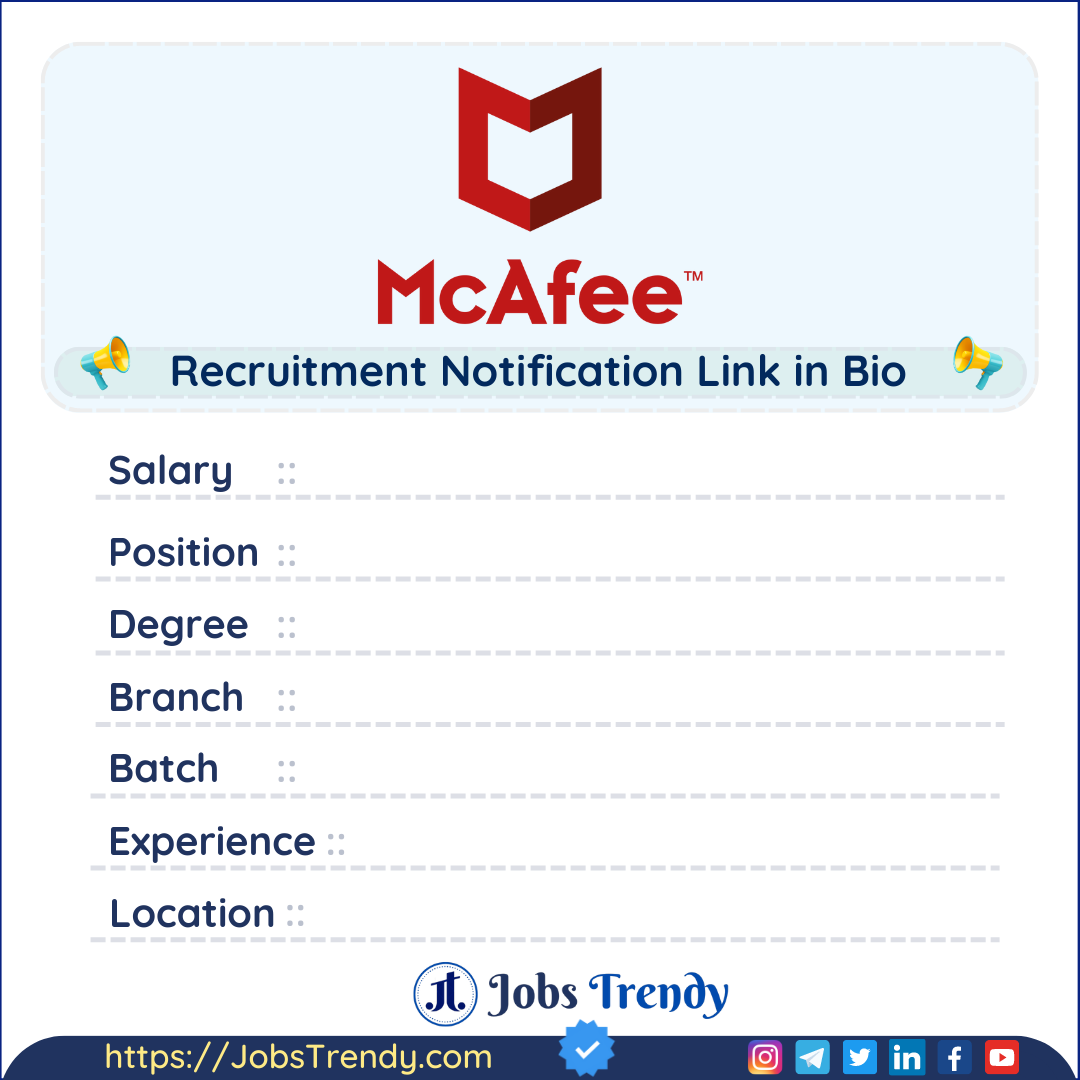 McAfee™
Recruitment Notification Link in Bio
Salary ::
Position ::
Degree ::
Branch ::
Batch ::
Experience ::
Location ::
Jobs Trendy
https://JobsTrendy.com